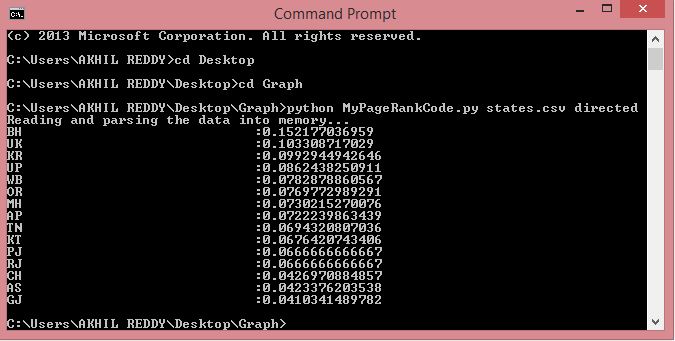 Command Prompt
(c) 2013 Microsoft Corporation. All rights reserved.
C:\Users\AKHIL REDDY>cd Desktop
C:\Users\AKHIL REDDY\Desktop>cd Graph
C:\Users\AKHIL REDDY\Desktop\Graph>python MyPageRankCode.py states.csv directed
Reading and parsing the data into memory...
BH :0.152177036959
UK :0.103308717029
KR :0.0992944942646
UP :0.0862438250911
WB :0.0782878860567
OR :0.0769772989291
MH :0.0730215270076
AP :0.0722239863439
TN :0.0694320807036
KT :0.0676420743406
PJ :0.0666666666667
RJ :0.0666666666667
CH :0.0426970884857
AS :0.0423376203538
GJ :0.0410341489782
C:\Users\AKHIL REDDY\Desktop\Graph>